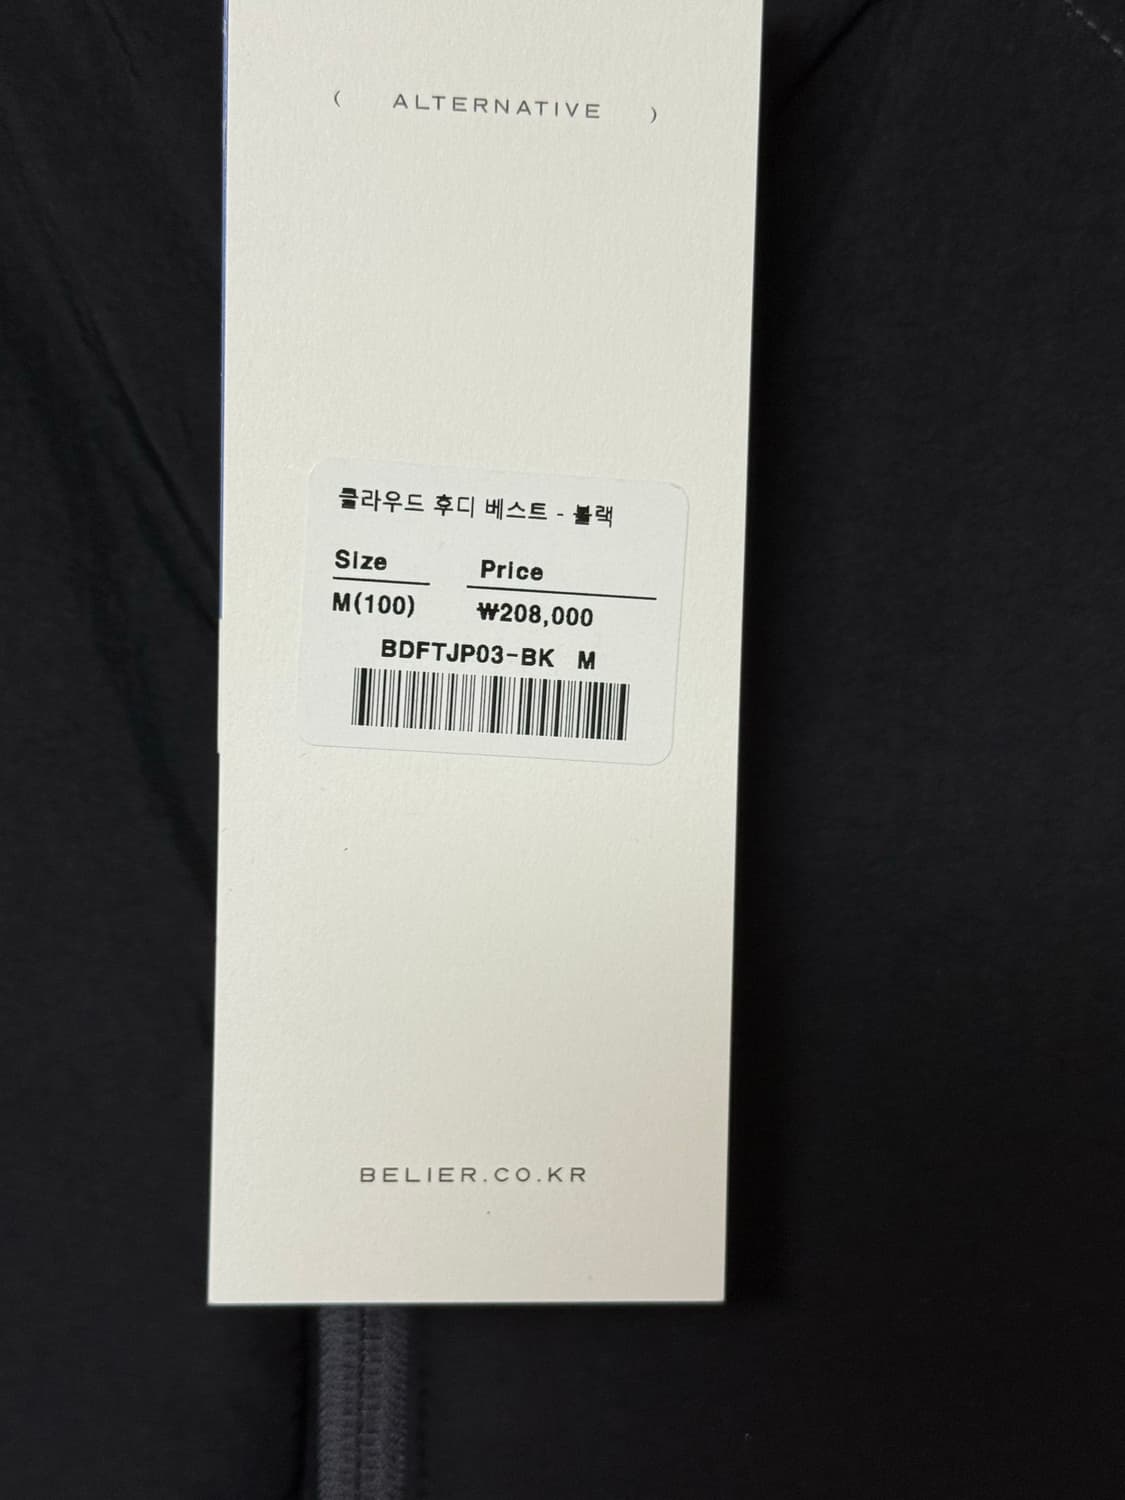 ( ALTERNATIVE )
클라우드 후디 베스트 - 블랙
Size Price
M(100) ₩208,000
BDFTJP03-BK M
BELIER.CO.KR